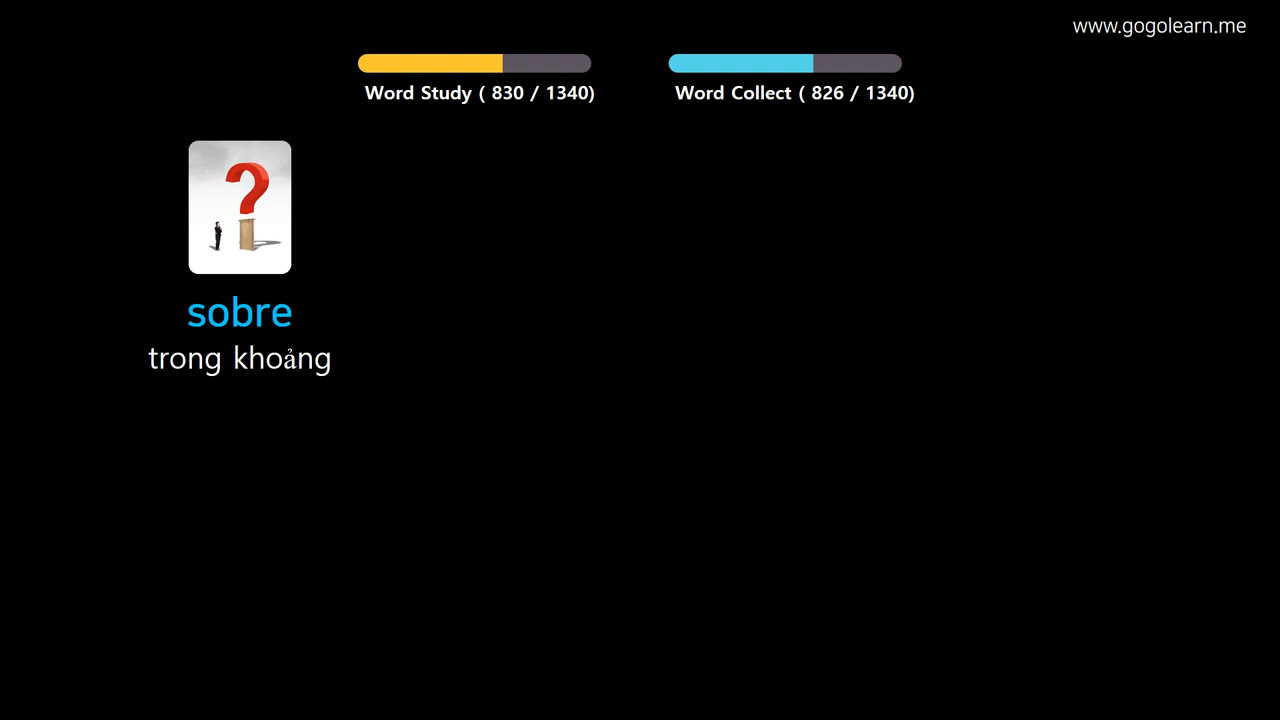 www.gogolearn.me
Word Study ( 830 / 1340)
Word Collect ( 826 / 1340)
sobre
trong khoảng